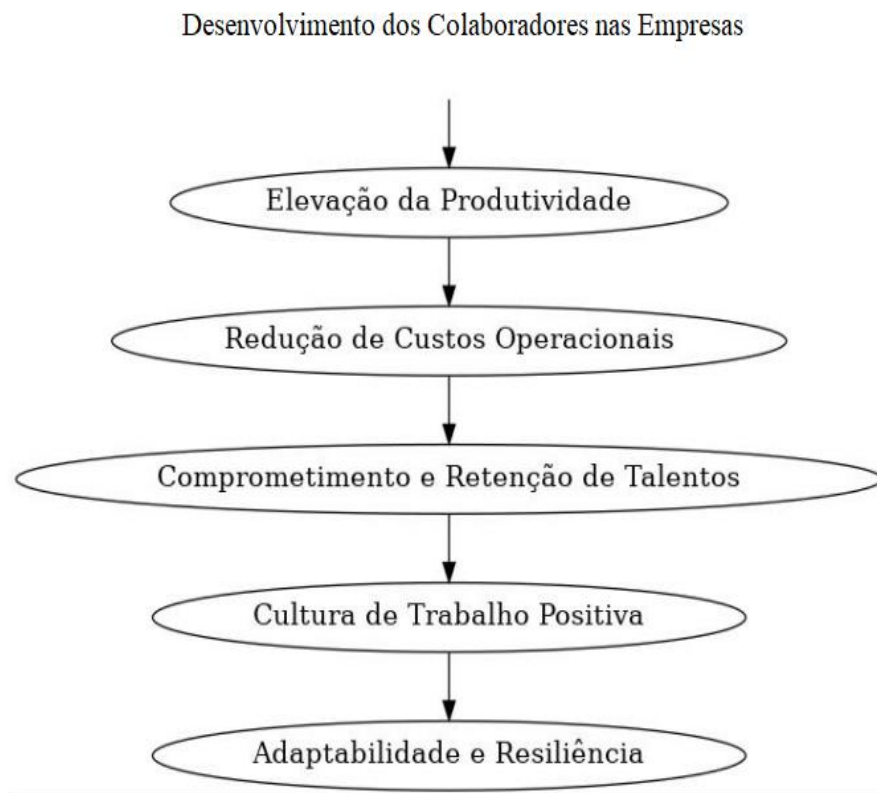 Desenvolvimento dos Colaboradores nas Empresas
Elevação da Produtividade
Redução de Custos Operacionais
Comprometimento e Retenção de Talentos
Cultura de Trabalho Positiva
Adaptabilidade e Resiliência